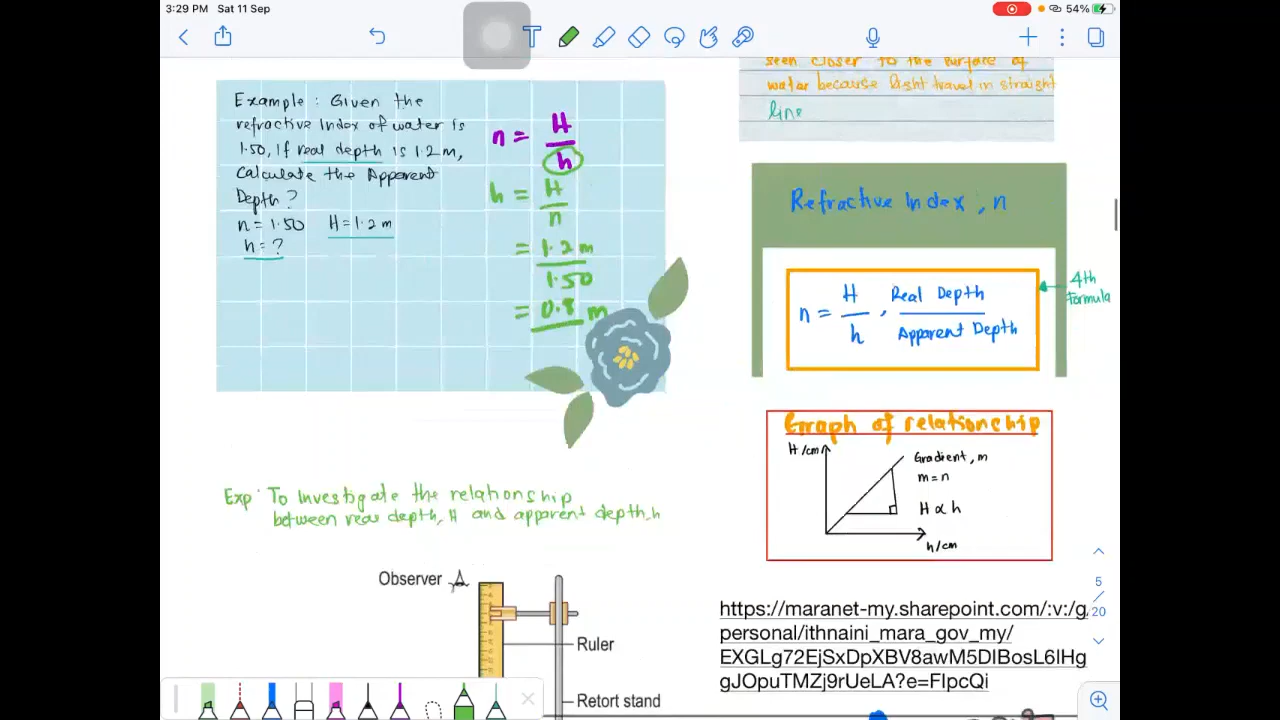 3:29 PM Sat 11 Sep
54%
Example : Given the
refractive Index of water is
1.50, If real depth is 1.2 m,
Calculate the Apparent
Depth?
n = 1.50 H = 1.2 m
h = ?
n = H
h
h = H
n
= 1.2 m
1.50
= 0.8 m
seen closer to the surface of
water because light travel in straight
line
Refractive Index , n
n = H , Real Depth
h Apparent Depth
4th
formula
Graph of relationship
H/cm
Gradient, m
m = n
H ∝ h
h/cm
Exp : To investigate the relationship
between real depth, H and apparent depth, h
Observer
Ruler
Retort stand
https://maranet-my.sharepoint.com/:v:/g
personal/ithnaini_mara_gov_my/
EXGLg72EjSxDpXBV8awM5DIBosL6IHg
gJOpuTMZj9rUeLA?e=FIpcQi
5
/
20